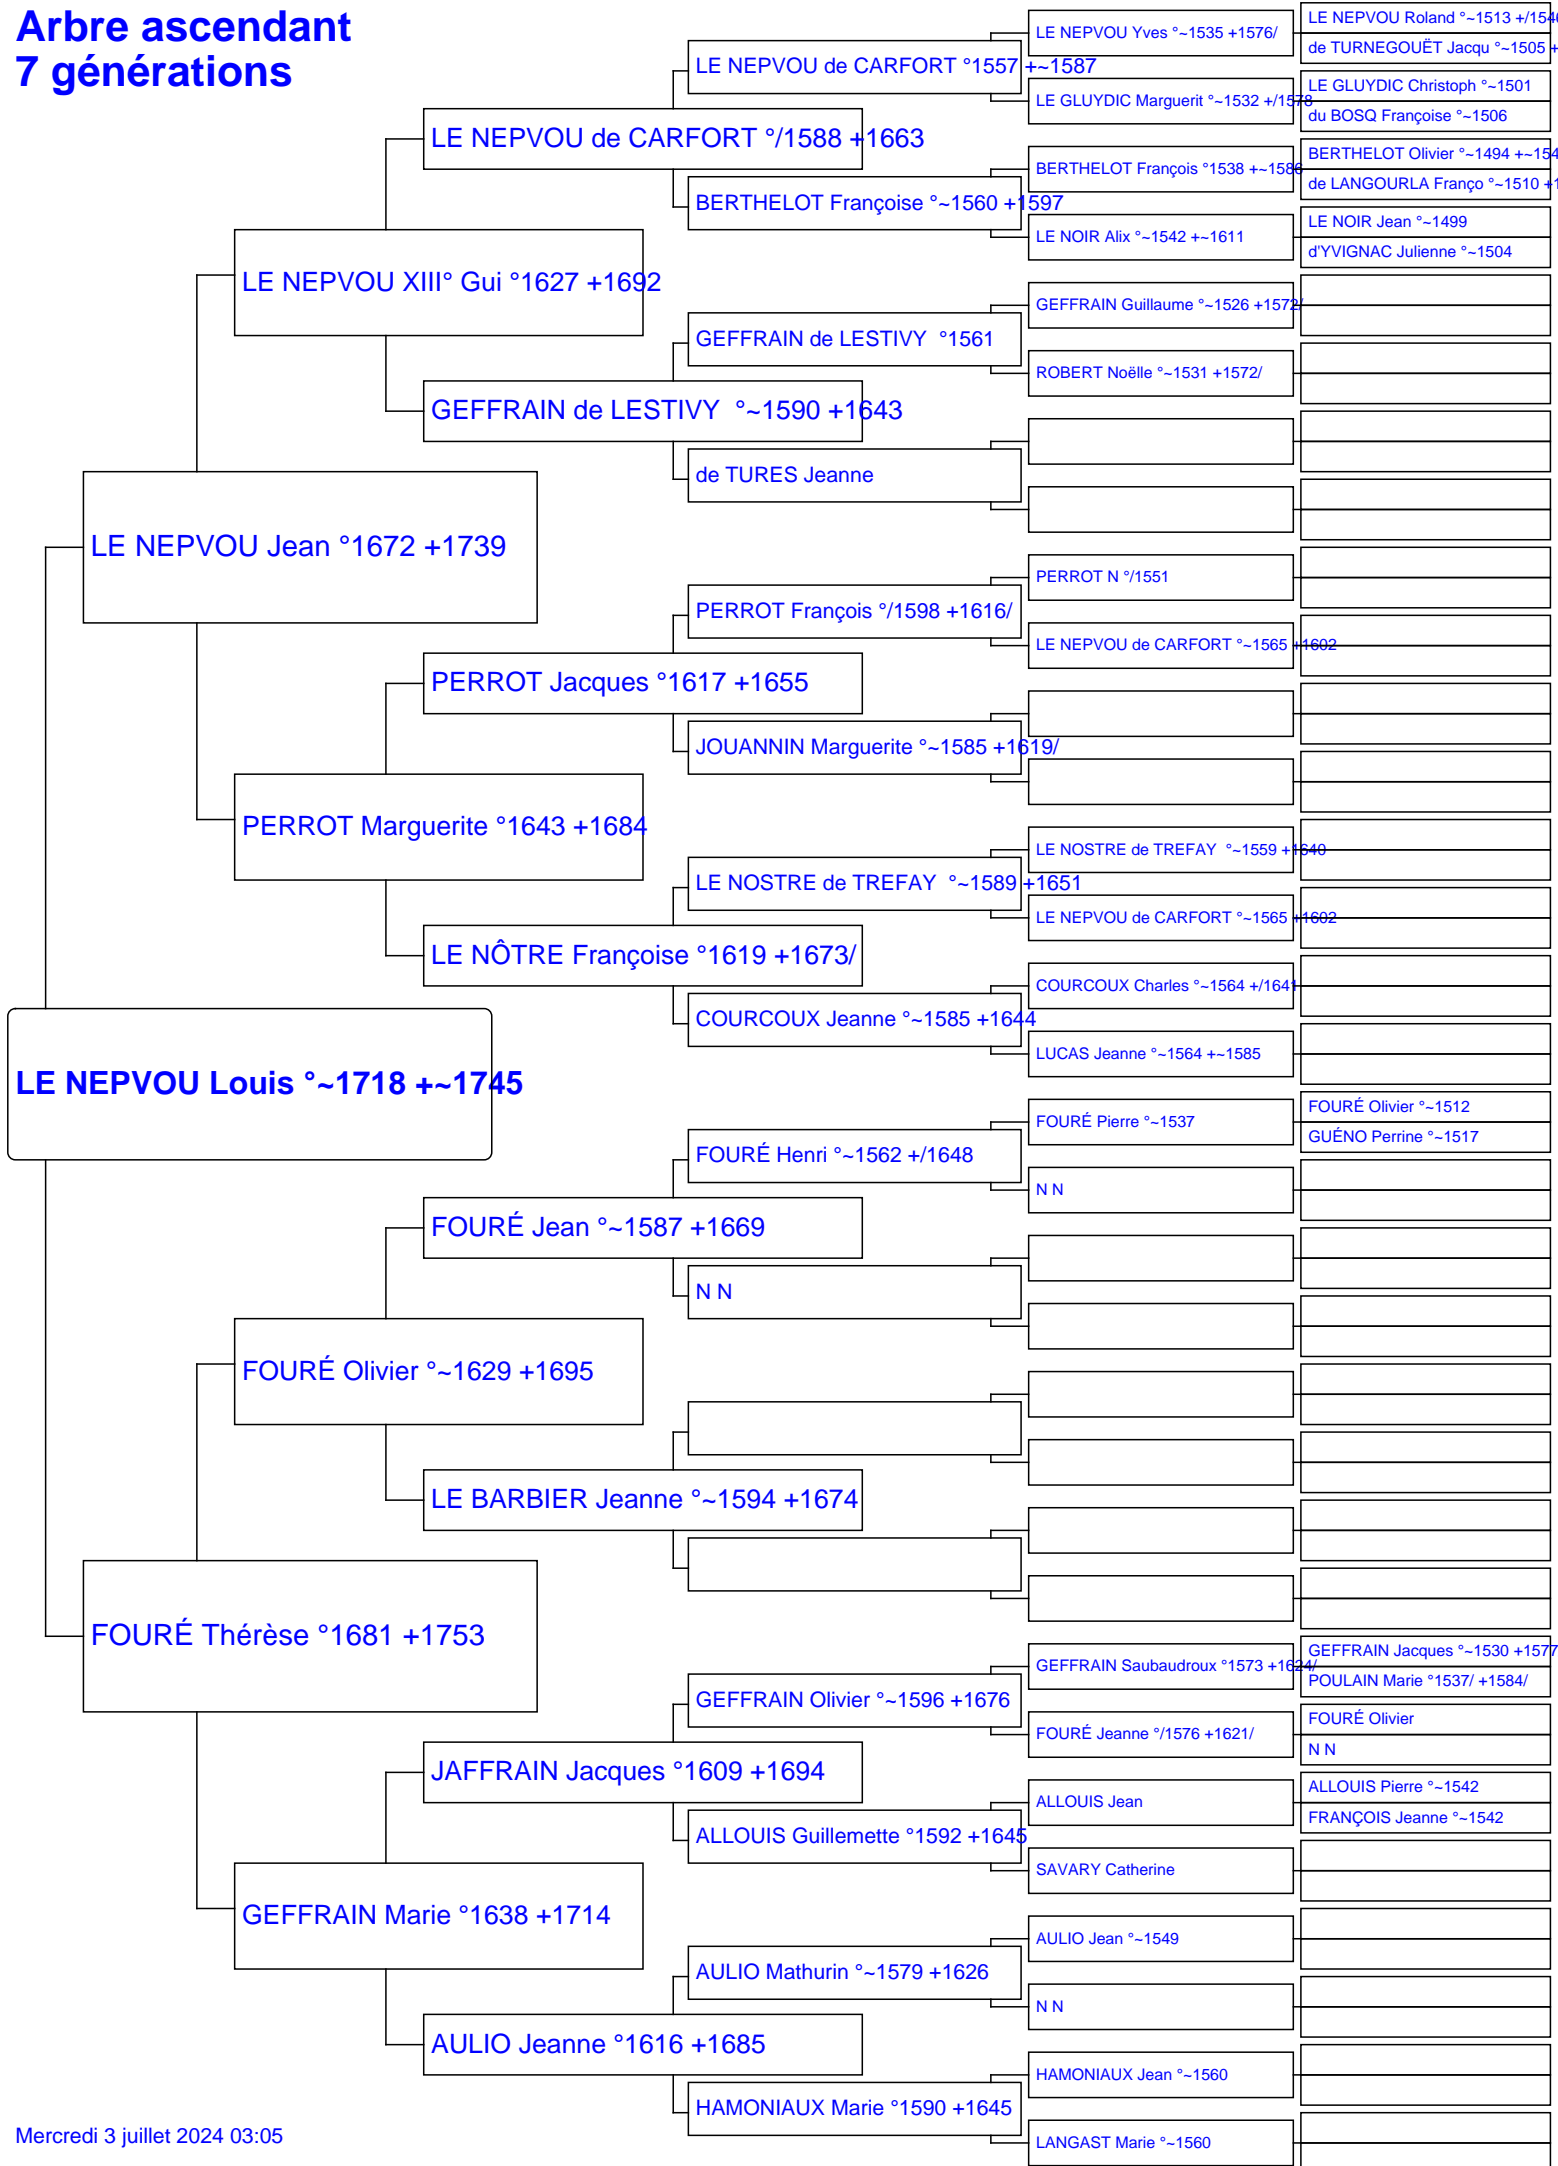 Arbre ascendant
7 générations
LE NEPVOU Louis °~1718 +~1745
LE NEPVOU Jean °1672 +1739
FOURÉ Thérèse °1681 +1753
LE NEPVOU XIII° Gui °1627 +1692
PERROT Marguerite °1643 +1684
FOURÉ Olivier °~1629 +1695
GEFFRAIN Marie °1638 +1714
LE NEPVOU de CARFORT °/1588 +1663
GEFFRAIN de LESTIVY °~1590 +1643
PERROT Jacques °1617 +1655
LE NÔTRE Françoise °1619 +1673/
FOURÉ Jean °~1587 +1669
LE BARBIER Jeanne °~1594 +1674
JAFFRAIN Jacques °1609 +1694
AULIO Jeanne °1616 +1685
LE NEPVOU de CARFORT °1557 +~1587
BERTHELOT Françoise °~1560 +1597
GEFFRAIN de LESTIVY °1561
de TURES Jeanne
PERROT François °/1598 +1616/
JOUANNIN Marguerite °~1585 +1619/
LE NOSTRE de TREFAY °~1589 +1651
COURCOUX Jeanne °~1585 +1644
FOURÉ Henri °~1562 +/1648
N N
GEFFRAIN Olivier °~1596 +1676
ALLOUIS Guillemette °1592 +1645
AULIO Mathurin °~1579 +1626
HAMONIAUX Marie °1590 +1645
LE NEPVOU Yves °~1535 +1576/
LE GLUYDIC Marguerit °~1532 +/1578
BERTHELOT François °1538 +~1586
LE NOIR Alix °~1542 +~1611
GEFFRAIN Guillaume °~1526 +1572/
ROBERT Noëlle °~1531 +1572/
PERROT N °/1551
LE NEPVOU de CARFORT °~1565 +1602
LE NOSTRE de TREFAY °~1559 +1640
LE NEPVOU de CARFORT °~1565 +1602
COURCOUX Charles °~1564 +/1641
LUCAS Jeanne °~1564 +~1585
FOURÉ Pierre °~1537
N N
GEFFRAIN Saubaudroux °1573 +1624/
FOURÉ Jeanne °/1576 +1621/
ALLOUIS Jean
SAVARY Catherine
AULIO Jean °~1549
N N
HAMONIAUX Jean °~1560
LANGAST Marie °~1560
LE NEPVOU Roland °~1513 +/154
de TURNEGOUËT Jacqu °~1505 +
LE GLUYDIC Christoph °~1501
du BOSQ Françoise °~1506
BERTHELOT Olivier °~1494 +~154
de LANGOURLA Franço °~1510 +1
LE NOIR Jean °~1499
d'YVIGNAC Julienne °~1504
FOURÉ Olivier °~1512
GUÉNO Perrine °~1517
GEFFRAIN Jacques °~1530 +1577
POULAIN Marie °1537/ +1584/
FOURÉ Olivier
N N
ALLOUIS Pierre °~1542
FRANÇOIS Jeanne °~1542
Mercredi 3 juillet 2024 03:05